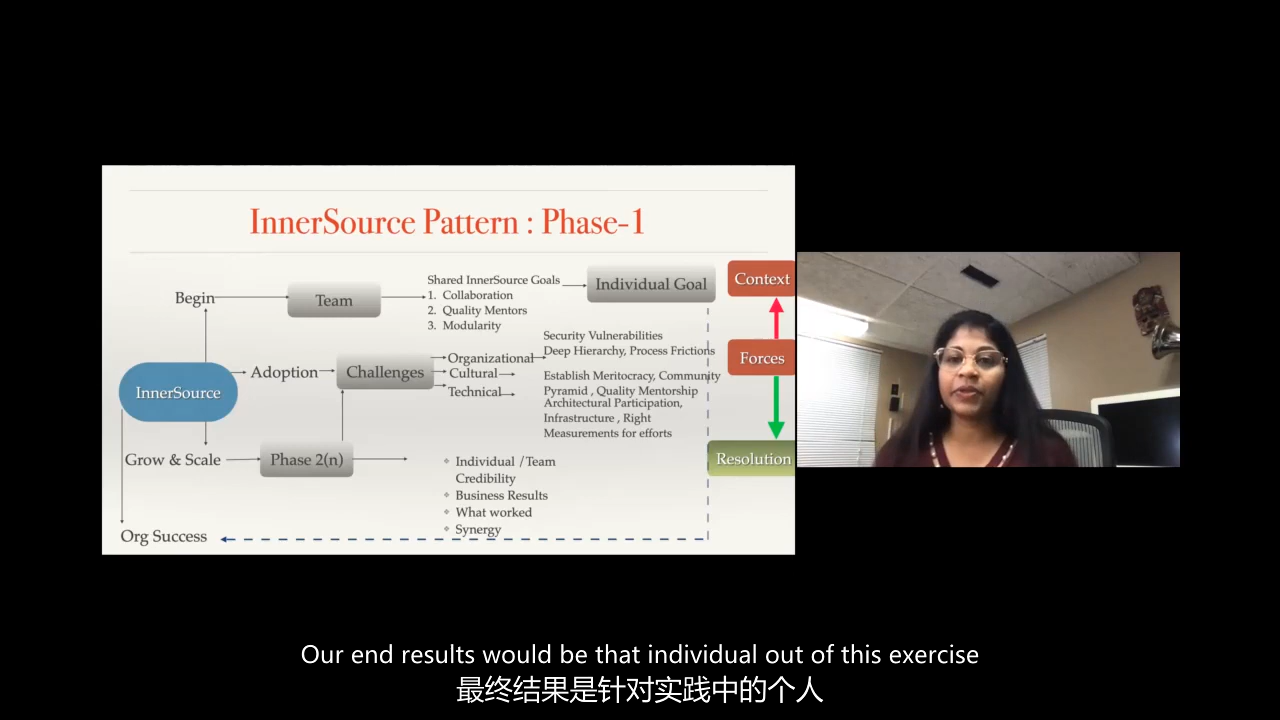 InnerSource Pattern : Phase-1
Begin
Team
Shared InnerSource Goals
1. Collaboration
2. Quality Mentors
3. Modularity
Individual Goal
Context
Forces
Resolution
InnerSource
Adoption
Challenges
Organizational
Cultural
Technical
Security Vulnerabilities
Deep Hierarchy, Process Frictions
Establish Meritocracy, Community
Pyramid , Quality Mentorship
Architectural Participation,
Infrastructure , Right
Measurements for efforts
Grow & Scale
Phase 2(n)
Individual /Team
Credibility
Business Results
What worked
Synergy
Org Success
Our end results would be that individual out of this exercise
最终结果是针对实践中的个人